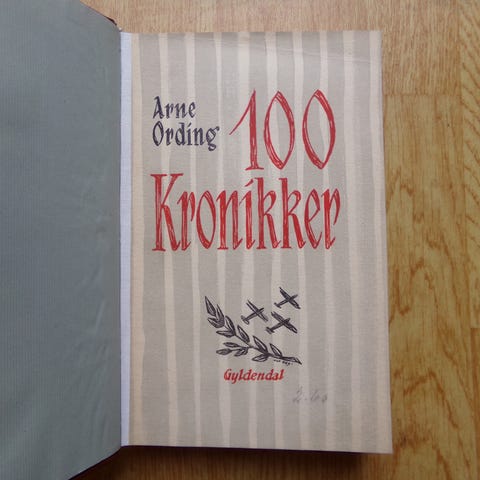 Arne
Ording
100
Kronikker
Gyldendal